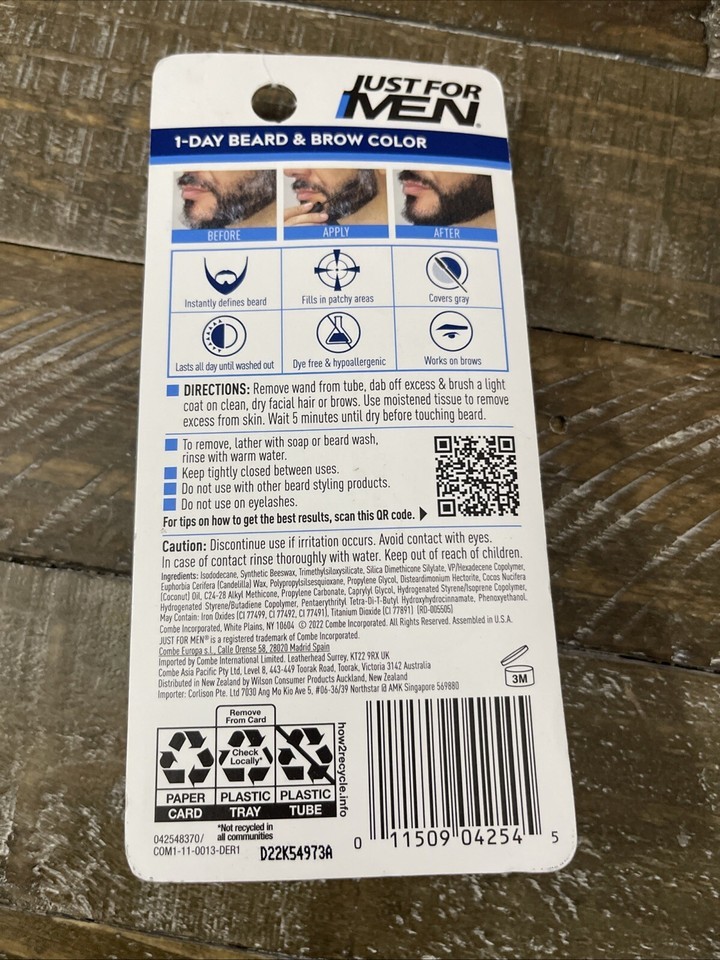 JUST FOR
MEN®
1-DAY BEARD & BROW COLOR
BEFORE
APPLY
AFTER
Instantly defines beard
Fills in patchy areas
Covers gray
Lasts all day until washed out
Dye free & hypoallergenic
Works on brows
DIRECTIONS: Remove wand from tube, dab off excess & brush a light
coat on clean, dry facial hair or brows. Use moistened tissue to remove
excess from skin. Wait 5 minutes until dry before touching beard.
To remove, lather with soap or beard wash,
rinse with warm water.
Keep tightly closed between uses.
Do not use with other beard styling products.
Do not use on eyelashes.
For tips on how to get the best results, scan this QR code.
Caution: Discontinue use if irritation occurs. Avoid contact with eyes.
In case of contact rinse thoroughly with water. Keep out of reach of children.
Ingredients: Isododecane, Synthetic Beeswax, Trimethylsiloxysilicate, Silica Dimethicone Silylate, VP/Hexadecene Copolymer,
Euphorbia Cerifera (Candelilla) Wax, Polypropylsilsesquioxane, Propylene Glycol, Disteardimonium Hectorite, Cocos Nucifera
(Coconut) Oil, C24-28 Alkyl Methicone, Propylene Carbonate, Caprylyl Glycol, Hydrogenated Styrene/Isoprene Copolymer,
Hydrogenated Styrene/Butadiene Copolymer, Pentaerythrityl Tetra-Di-T-Butyl Hydroxyhydrocinnamate, Phenoxyethanol.
May Contain: Iron Oxides (CI 77499, CI 77492, CI 77491), Titanium Dioxide (CI 77891) (RD-005505)
Combe Incorporated, White Plains, NY 10604 © 2022 Combe Incorporated. All Rights Reserved. Assembled in U.S.A.
JUST FOR MEN® is a registered trademark of Combe Incorporated.
Combe Europa s.l., Calle Orense 58, 28020 Madrid Spain
Imported by Combe International Limited. Leatherhead Surrey, KT22 9RX UK
Combe Asia Pacific Pty Ltd, Level 8, 443-449 Toorak Road, Toorak, Victoria 3142 Australia
Distributed in New Zealand by Wilson Consumer Products Auckland, New Zealand
Importer: Corlison Pte. Ltd 7030 Ang Mo Kio Ave 5, #06-36/39 Northstar @ AMK Singapore 569880
3M
Remove
From Card
Check
Locally*
PAPER
CARD
PLASTIC
TRAY
PLASTIC
TUBE
how2recycle.info
*Not recycled in
all communities
042548370/
COM1-11-0013-DER1
D22K54973A
0 11509 04254 5